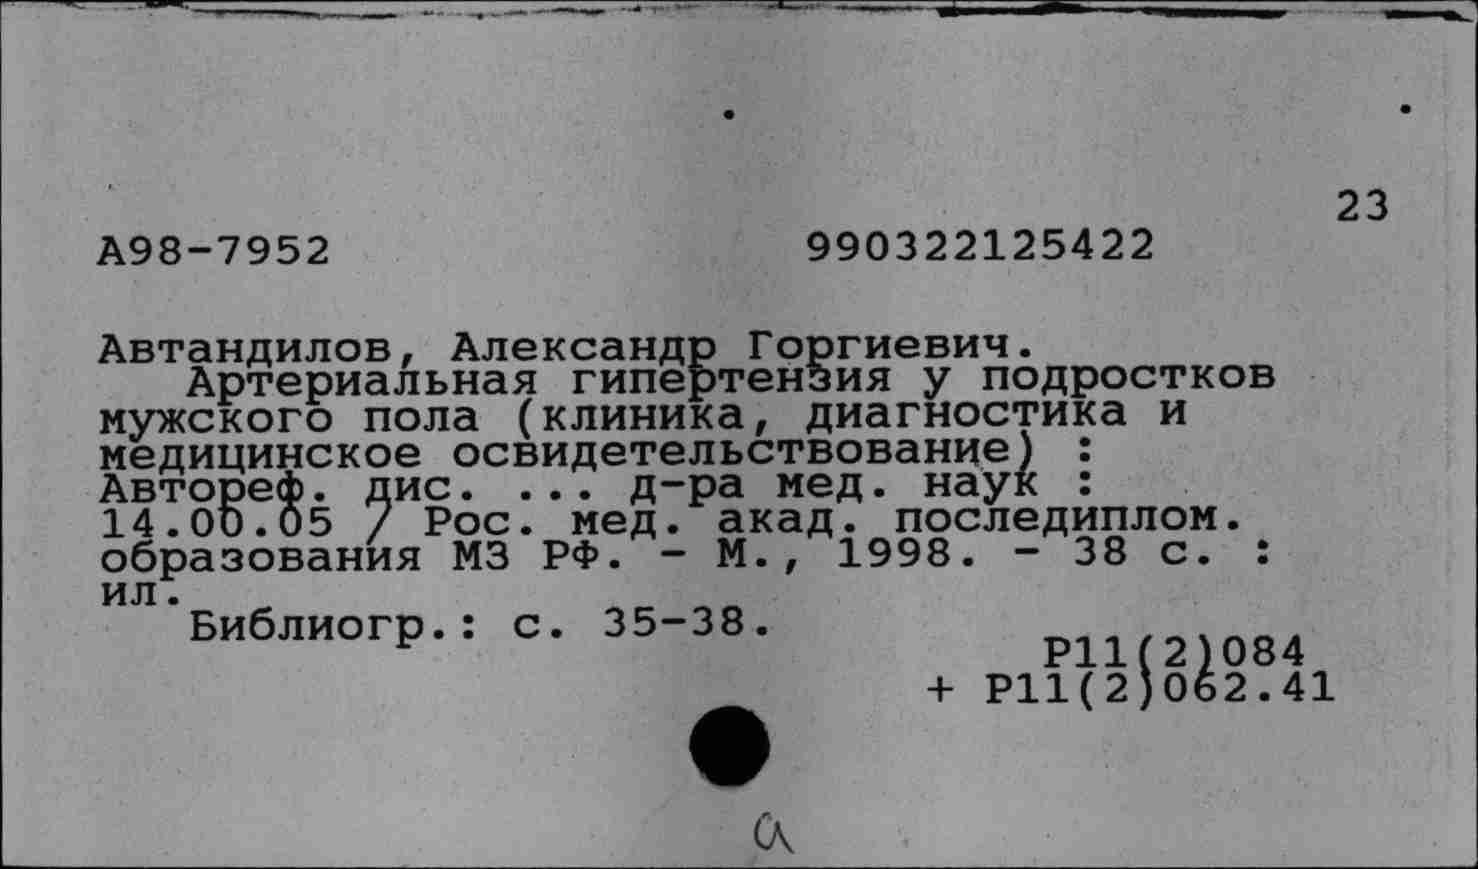 23
А98-7952 990322125422
Автандилов, Александр Горгиевич.
Артериальная гипертензия у подростков
мужского пола (клиника, диагностика и
медицинское освидетельствование) :
Автореф. дис. ... д-ра мед. наук :
14.00.05 / Рос. мед. акад. последиплом.
образования МЗ РФ. - М., 1998. - 38 с. :
ил.
Библиогр.: с. 35-38.
Р11(2)084
+ Р11(2)062.41